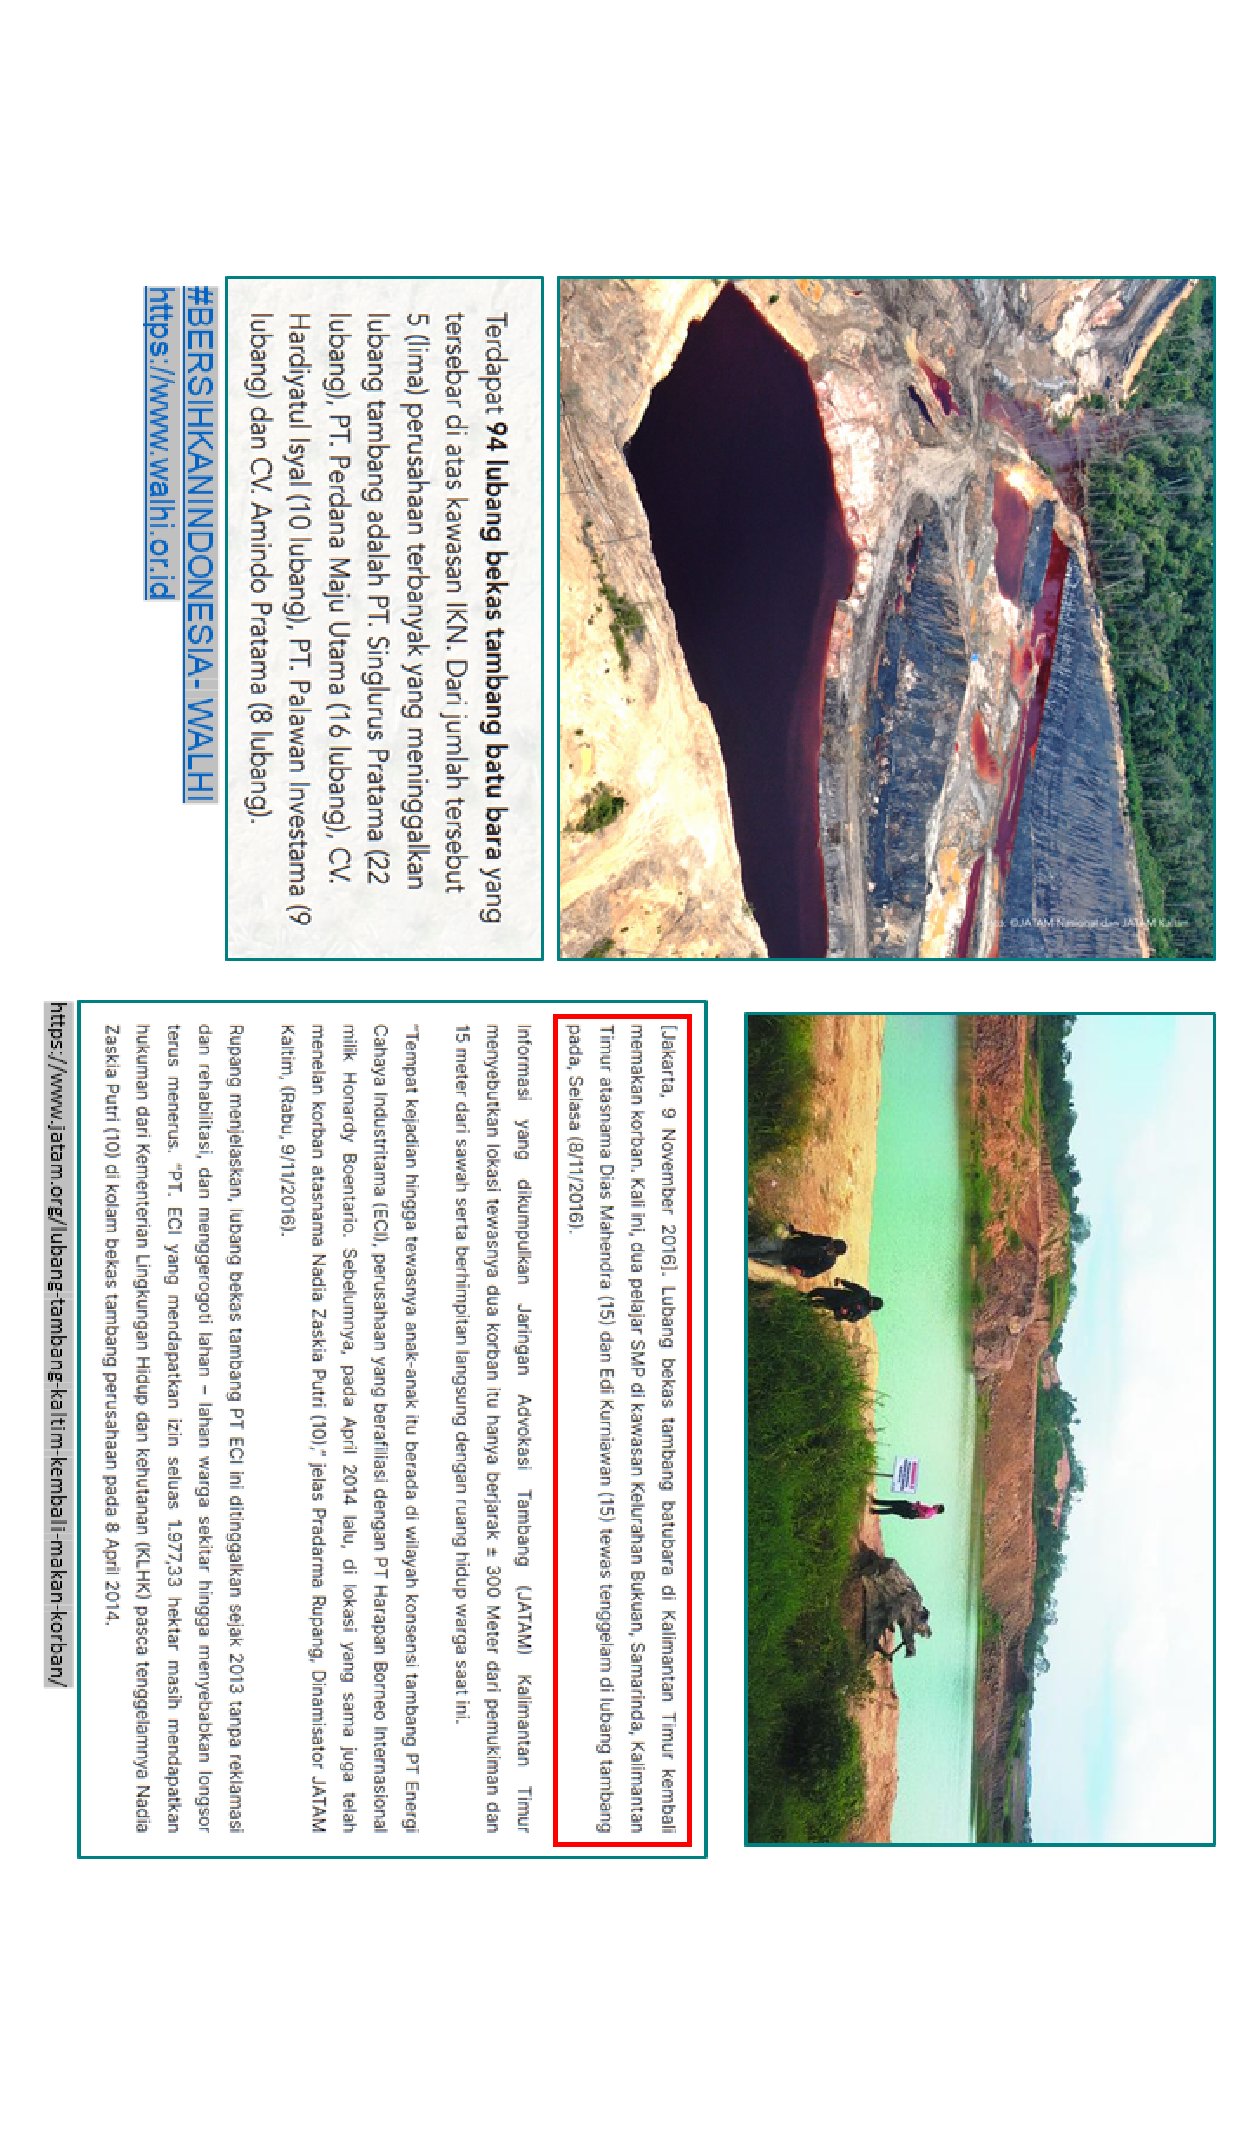 ©JATAM Nasional dan JATAM Kaltim
Terdapat 94 lubang bekas tambang batu bara yang
tersebar di atas kawasan IKN. Dari jumlah tersebut
5 (lima) perusahaan terbanyak yang meninggalkan
lubang tambang adalah PT. Singlurus Pratama (22
lubang), PT. Perdana Maju Utama (16 lubang), CV.
Hardiyatul Isyal (10 lubang), PT. Palawan Investama (9
lubang) dan CV. Amindo Pratama (8 lubang).
#BERSIHKANINDONESIA- WALHI
https://www.walhi.or.id
[Jakarta, 9 November 2016]. Lubang bekas tambang batubara di Kalimantan Timur kembali
memakan korban. Kali ini, dua pelajar SMP di kawasan Kelurahan Bukuan, Samarinda, Kalimantan
Timur atasnama Dias Mahendra (15) dan Edi Kurniawan (15) tewas tenggelam di lubang tambang
pada, Selasa (8/11/2016).
Informasi yang dikumpulkan Jaringan Advokasi Tambang (JATAM) Kalimantan Timur
menyebutkan lokasi tewasnya dua korban itu hanya berjarak ± 300 Meter dari pemukiman dan
15 meter dari sawah serta berhimpitan langsung dengan ruang hidup warga saat ini.
"Tempat kejadian hingga tewasnya anak-anak itu berada di wilayah konsensi tambang PT Energi
Cahaya Industritama (ECI), perusahaan yang berafiliasi dengan PT Harapan Borneo Internasional
milik Honardy Boentario. Sebelumnya, pada April 2014 lalu, di lokasi yang sama juga telah
menelan korban atasnama Nadia Zaskia Putri (10)," jelas Pradarma Rupang, Dinamisator JATAM
Kaltim, (Rabu, 9/11/2016).
Rupang menjelaskan, lubang bekas tambang PT ECI ini ditinggalkan sejak 2013 tanpa reklamasi
dan rehabilitasi, dan menggerogoti lahan – lahan warga sekitar hingga menyebabkan longsor
terus menerus. "PT. ECI yang mendapatkan izin seluas 1.977,33 hektar masih mendapatkan
hukuman dari Kementerian Lingkungan Hidup dan kehutanan (KLHK) pasca tenggelamnya Nadia
Zaskia Putri (10) di kolam bekas tambang perusahaan pada 8 April 2014.
https://www.jatam.org/lubang-tambang-kaltim-kembali-makan-korban/